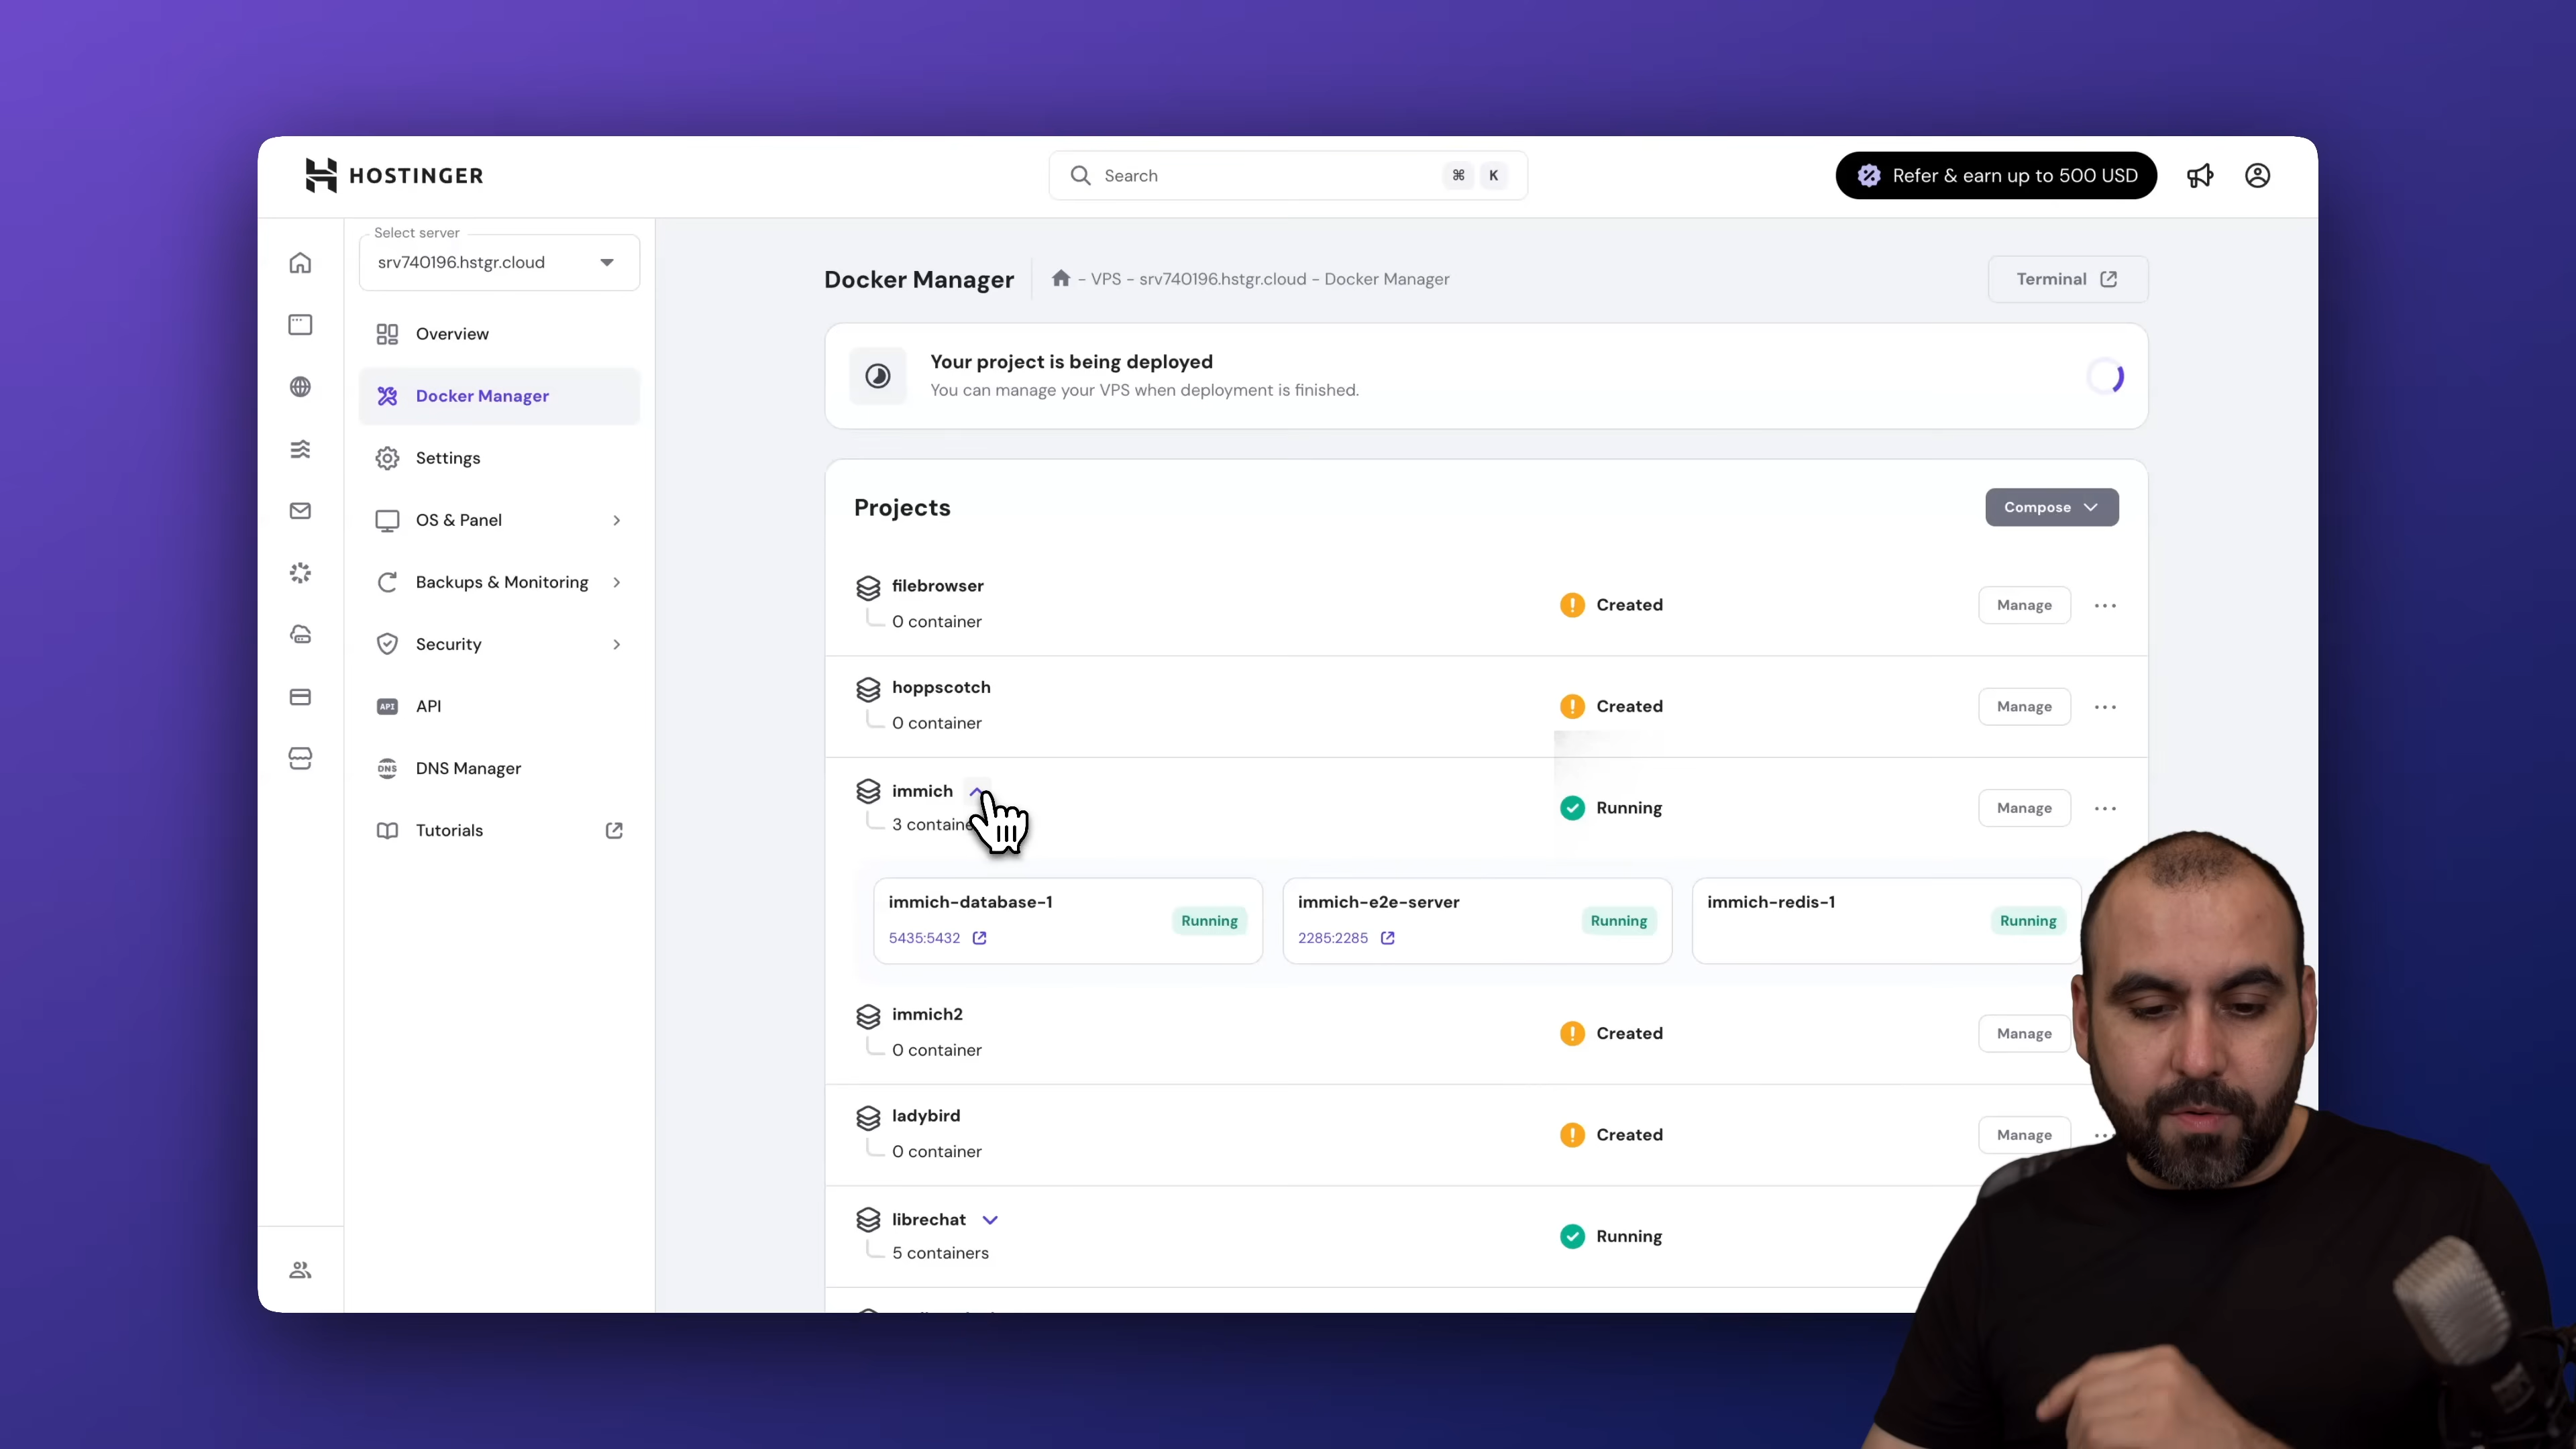 HOSTINGER
Search
⌘ K
Refer & earn up to 500 USD
Select server
srv740196.hstgr.cloud
Overview
Docker Manager
Settings
OS & Panel
Backups & Monitoring
Security
API
API
DNS
DNS Manager
Tutorials
Docker Manager
- VPS - srv740196.hstgr.cloud - Docker Manager
Terminal
Your project is being deployed
You can manage your VPS when deployment is finished.
Projects
Compose
filebrowser
0 container
Created
Manage
hoppscotch
0 container
Created
Manage
immich
3
Running
Manage
immich-database-1
5435:5432
Running
immich-e2e-server
2285:2285
Running
immich-redis-1
Running
immich2
0 container
Created
Manage
ladybird
0 container
Created
Manage
librechat
5 containers
Running